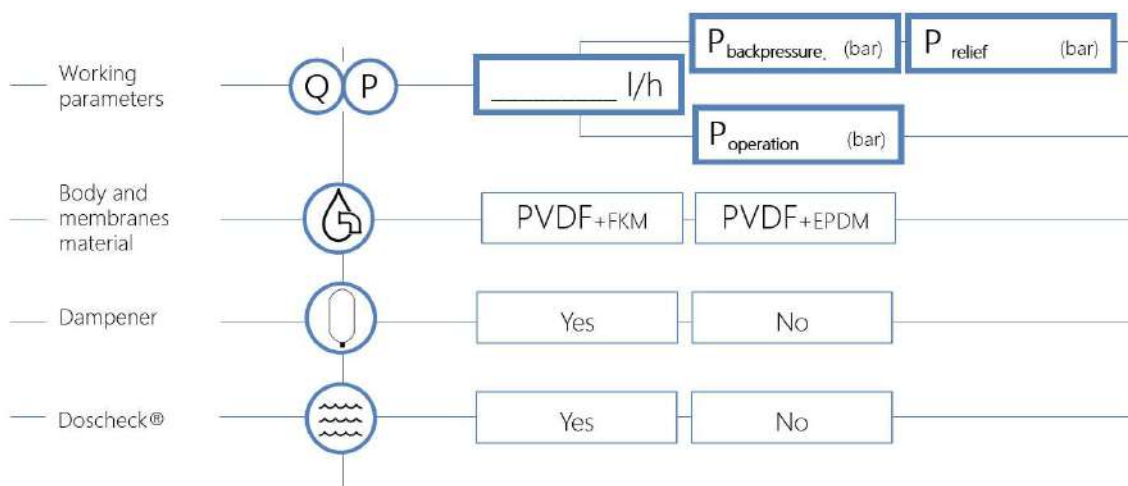 Working
parameters
Q P
__________ l/h
P backpressure. (bar)
P relief (bar)
P operation (bar)
Body and
membranes
material
PVDF+FKM
PVDF+EPDM
Dampener
Yes
No
Doscheck®
Yes
No